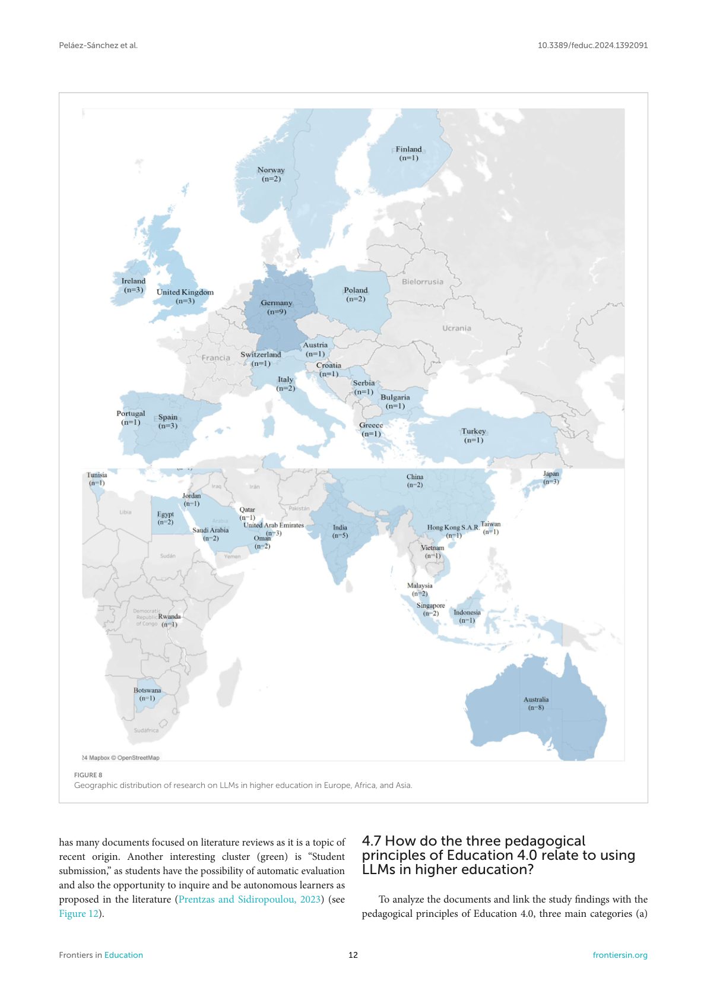 Peláez-Sánchez et al.
10.3389/feduc.2024.1392091
Finland
(n=1)
Norway
(n=2)
Ireland
(n=3)
United Kingdom
(n=3)
Germany
(n=9)
Poland
(n=2)
Bielorrusia
Ucrania
Austria
(n=1)
Switzerland
(n=1)
Francia
Croatia
(n=1)
Italy
(n=2)
Serbia
(n=1)
Bulgaria
(n=1)
Portugal
(n=1)
Spain
(n=3)
Greece
(n=1)
Turkey
(n=1)
Tunisia
(n=1)
China
(n=2)
Japan
(n=3)
Iraq
Irán
Jordan
(n=1)
Libia
Egypt
(n=2)
Qatar
(n=1)
Pakistán
Arabia
Saudi Arabia
(n=2)
United Arab Emirates
(n=3)
Oman
(n=2)
India
(n=5)
Hong Kong S.A.R.
(n=1)
Taiwan
(n=1)
Vietnam
(n=1)
Sudán
Yemen
Malaysia
(n=2)
Singapore
(n=2)
Indonesia
(n=1)
Democratic
Republic
of Congo
Rwanda
(n=1)
Botswana
(n=1)
Sudáfrica
Australia
(n=8)
24 Mapbox © OpenStreetMap
FIGURE 8
Geographic distribution of research on LLMs in higher education in Europe, Africa, and Asia.
has many documents focused on literature reviews as it is a topic of
recent origin. Another interesting cluster (green) is “Student
submission,” as students have the possibility of automatic evaluation
and also the opportunity to inquire and be autonomous learners as
proposed in the literature (Prentzas and Sidiropoulou, 2023) (see
Figure 12).
4.7 How do the three pedagogical
principles of Education 4.0 relate to using
LLMs in higher education?
To analyze the documents and link the study findings with the
pedagogical principles of Education 4.0, three main categories (a)
Frontiers in Education
12
frontiersin.org